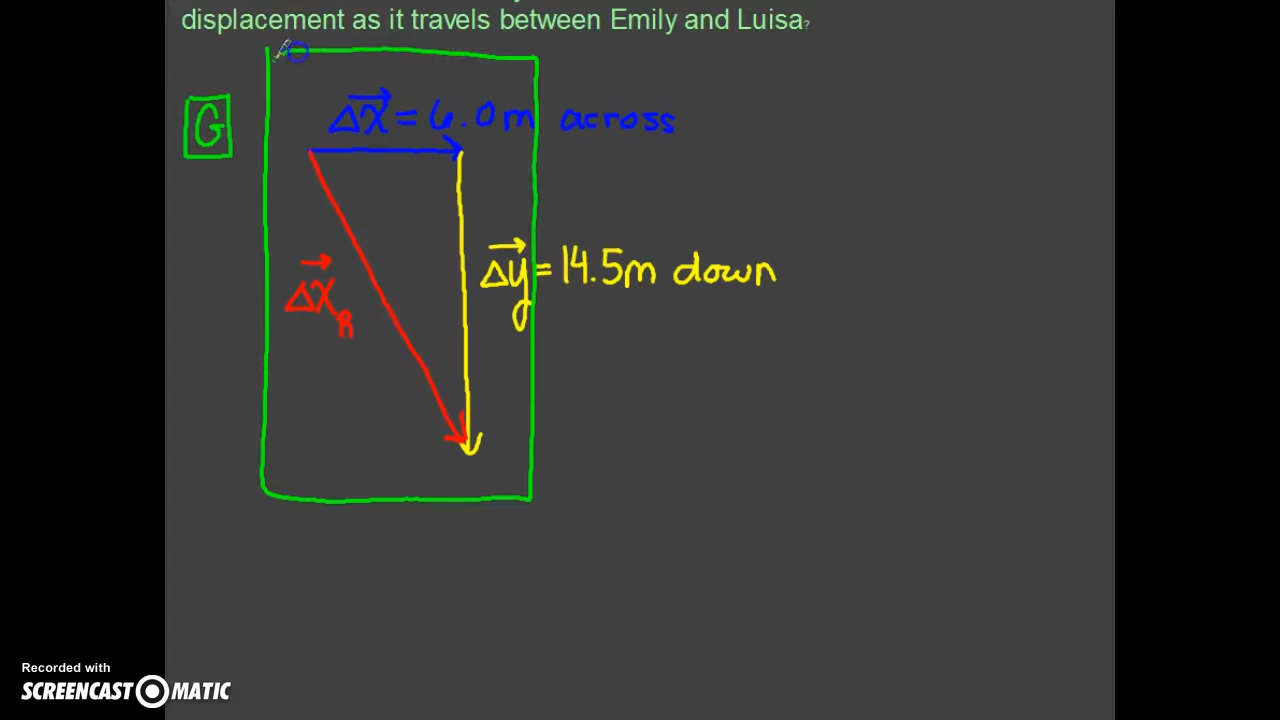 displacement as it travels between Emily and Luisa?
G
Δx⃗ = 6.0m across
Δy⃗ = 14.5m down
Δx⃗R
Recorded with
SCREENCAST MATIC